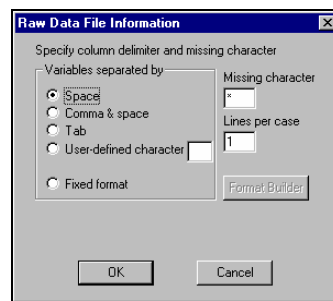 Raw Data File Information
Specify column delimiter and missing character
Variables separated by
Space
Comma & space
Tab
User-defined character
Fixed format
Missing character
*
Lines per case
1
Format Builder
OK
Cancel